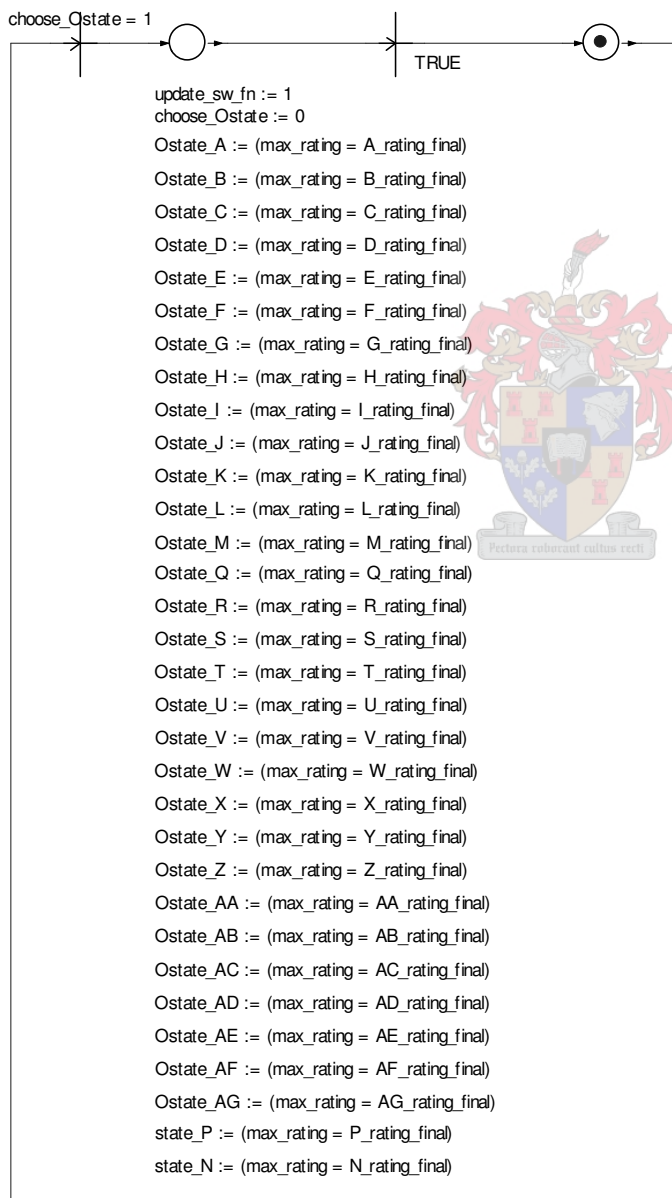 choose_Ostate = 1
TRUE
update_sw_fn := 1
choose_Ostate := 0
Ostate_A := (max_rating = A_rating_final)
Ostate_B := (max_rating = B_rating_final)
Ostate_C := (max_rating = C_rating_final)
Ostate_D := (max_rating = D_rating_final)
Ostate_E := (max_rating = E_rating_final)
Ostate_F := (max_rating = F_rating_final)
Ostate_G := (max_rating = G_rating_final)
Ostate_H := (max_rating = H_rating_final)
Ostate_I := (max_rating = I_rating_final)
Ostate_J := (max_rating = J_rating_final)
Ostate_K := (max_rating = K_rating_final)
Ostate_L := (max_rating = L_rating_final)
Ostate_M := (max_rating = M_rating_final)
Pectora roborant cultus recti
Ostate_Q := (max_rating = Q_rating_final)
Ostate_R := (max_rating = R_rating_final)
Ostate_S := (max_rating = S_rating_final)
Ostate_T := (max_rating = T_rating_final)
Ostate_U := (max_rating = U_rating_final)
Ostate_V := (max_rating = V_rating_final)
Ostate_W := (max_rating = W_rating_final)
Ostate_X := (max_rating = X_rating_final)
Ostate_Y := (max_rating = Y_rating_final)
Ostate_Z := (max_rating = Z_rating_final)
Ostate_AA := (max_rating = AA_rating_final)
Ostate_AB := (max_rating = AB_rating_final)
Ostate_AC := (max_rating = AC_rating_final)
Ostate_AD := (max_rating = AD_rating_final)
Ostate_AE := (max_rating = AE_rating_final)
Ostate_AF := (max_rating = AF_rating_final)
Ostate_AG := (max_rating = AG_rating_final)
state_P := (max_rating = P_rating_final)
state_N := (max_rating = N_rating_final)